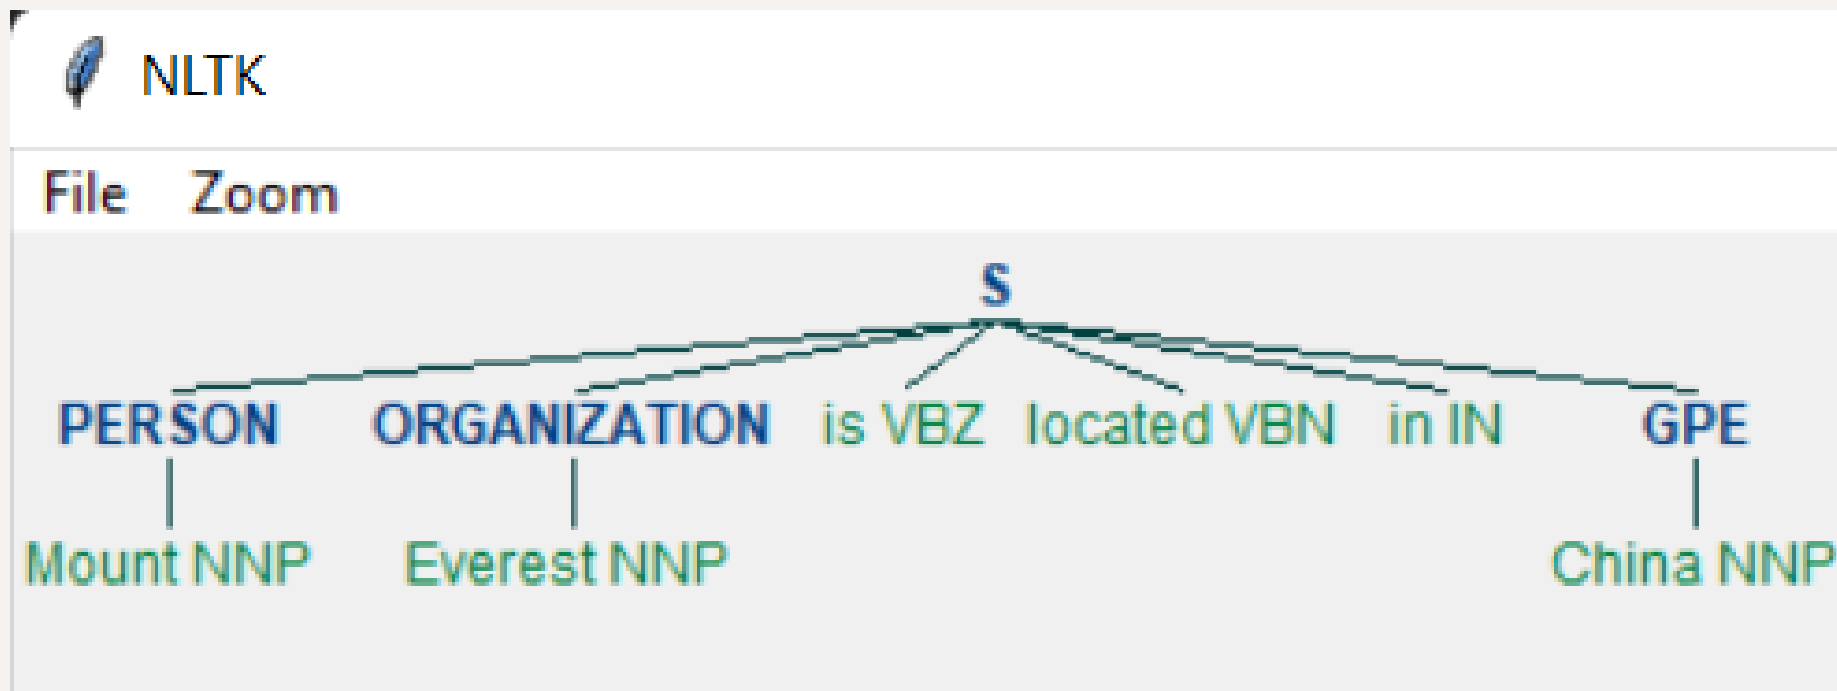 NLTK
File Zoom
S
PERSON ORGANIZATION is VBZ located VBN in IN GPE
Mount NNP Everest NNP China NNP